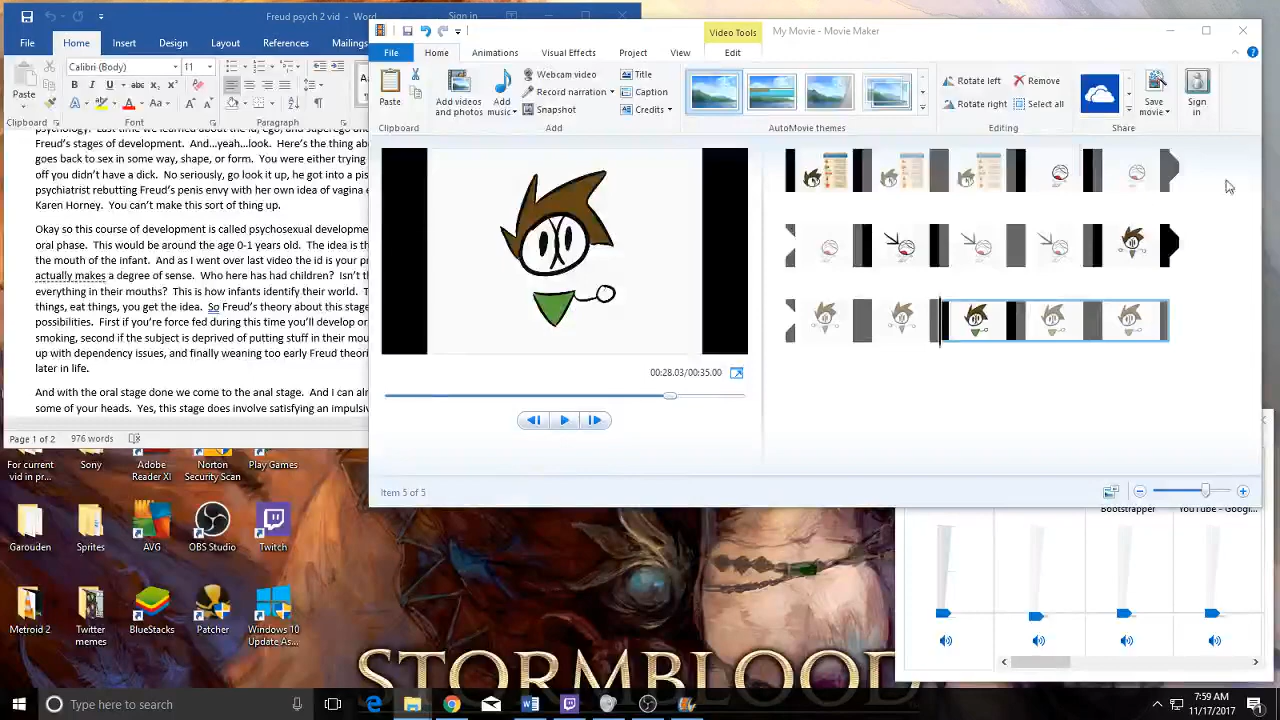 Freud psych 2 vid - Word
Sign in
File Home Insert Design Layout References Mailings
Calibri (Body) 11
Paste
Clipboard Font Paragraph
Freud's stages of development. And...yeah...look. Here's the thing abo
goes back to sex in some way, shape, or form. You were either trying
off you didn't have a clit. No seriously, go look it up, he got into a pis
psychiatrist rebutting Freud's penis envy with her own idea of vagina e
Karen Horney. You can't make this sort of thing up.
Okay so this course of development is called psychosexual developme
oral phase. This would be around the age 0-1 years old. The idea is th
the mouth of the infant. And as I went over last video the id is your pr
actually makes a degree of sense. Who here has had children? Isn't th
everything in their mouths? This is how infants identify their world. T
things, eat things, you get the idea. So Freud's theory about this stage
possibilities. First if you're force fed during this time you'll develop or
smoking, second if the subject is deprived of putting stuff in their mou
up with dependency issues, and finally weaning too early Freud theori
later in life.
And with the oral stage done we come to the anal stage. And I can alr
some of your heads. Yes, this stage does involve satisfying an impulsiv
Page 1 of 2 976 words
Video Tools
My Movie - Movie Maker
File Home Animations Visual Effects Project View Edit
Paste
Add videos
and photos
Add
music
Webcam video
Record narration
Snapshot
Title
Caption
Credits
Rotate left
Rotate right
Remove
Select all
Save
movie
Sign
in
Clipboard Add AutoMovie themes Editing Share
00:28.03/00:35.00
Item 5 of 5
For current
vid in pr...
Sony
Adobe
Reader XI
Norton
Security Scan
Play Games
Garouden
Sprites
AVG
OBS Studio
Twitch
Metroid 2
Twitter
memes
BlueStacks
Patcher
Windows 10
Update As...
Bootstrapper
YouTube - Googl...
STORMBLOOD
Type here to search
7:59 AM
11/17/2017